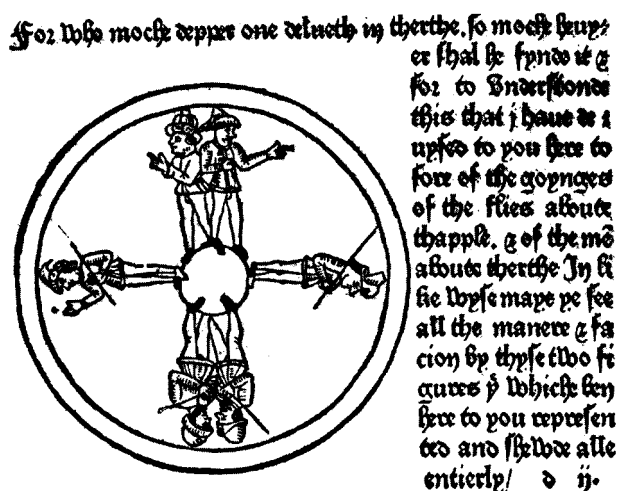 For who moche depper one delueth in therthe. so moche heuy-
er shal he fynde it &
for to Vnderstonde
this that j haue de
uysed to you here to
fore of the goynges
of the flies aboute
thapple. & of the mē
aboute therthe In li
ke wyse maye ye see
all the manere & fa
cion by thyse two fi
gures yᵉ whiche ben
here to you represen
ted and shewde alle
entierly/ d ij.